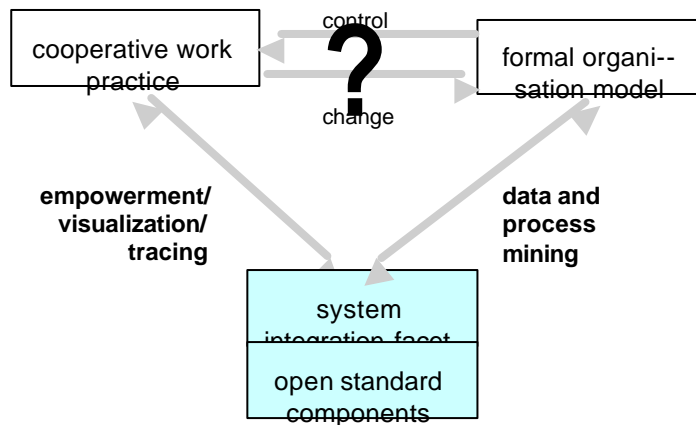 control
cooperative work
practice
?
formal organi--
sation model
change
empowerment/
visualization/
tracing
data and
process
mining
system
integration facet
open standard
components